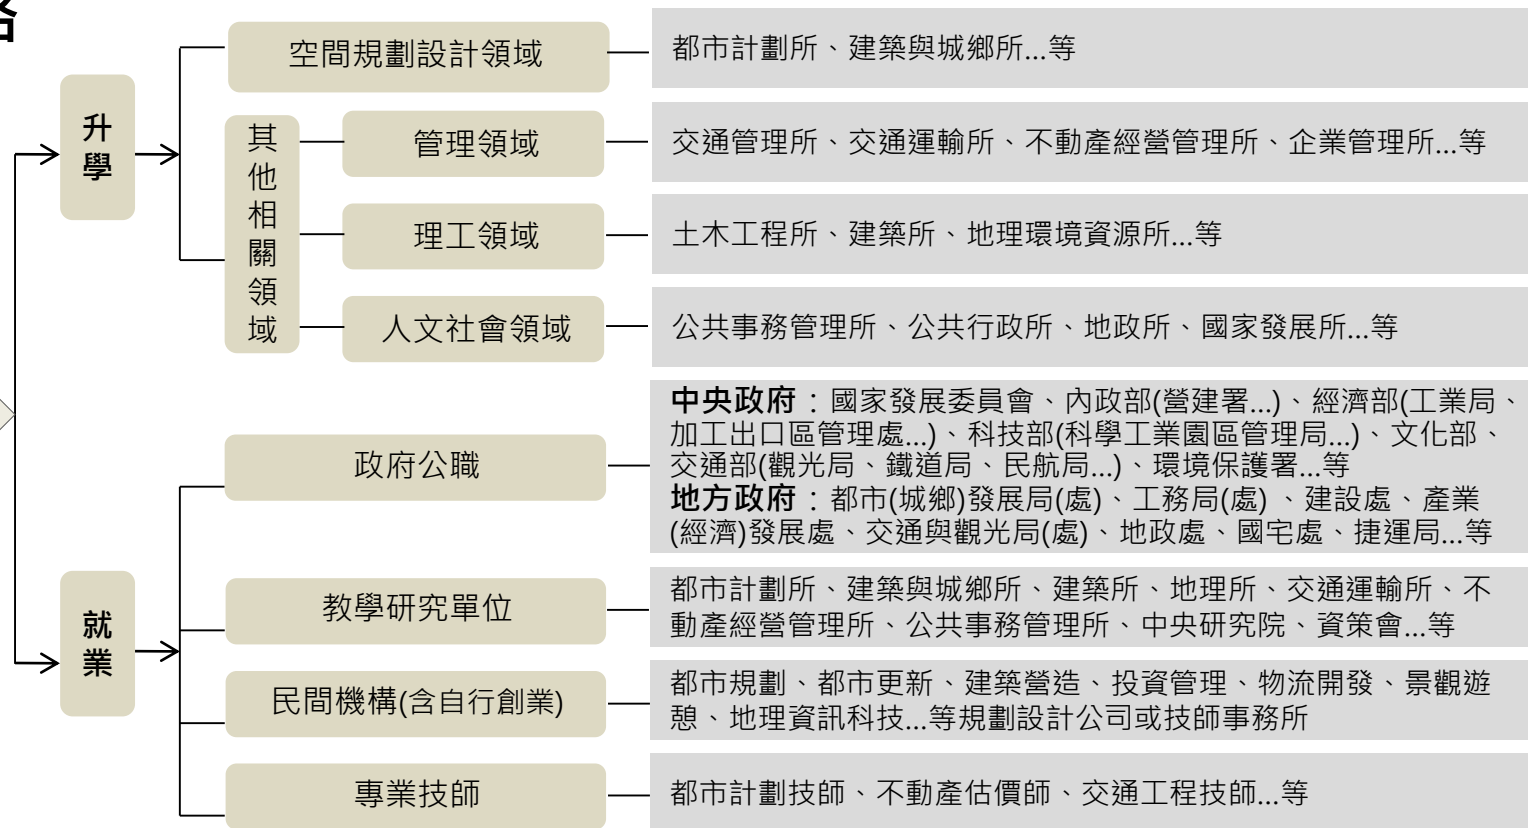 路
升
學
空間規劃設計領域
都市計劃所、建築與城鄉所...等
其
他
相
關
領
域
管理領域
交通管理所、交通運輸所、不動產經營管理所、企業管理所...等
理工領域
土木工程所、建築所、地理環境資源所...等
人文社會領域
公共事務管理所、公共行政所、地政所、國家發展所...等
就
業
政府公職
中央政府：國家發展委員會、內政部(營建署...)、經濟部(工業局、
加工出口區管理處...)、科技部(科學工業園區管理局...)、文化部、
交通部(觀光局、鐵道局、民航局...)、環境保護署...等
地方政府：都市(城鄉)發展局(處)、工務局(處) 、建設處、產業
(經濟)發展處、交通與觀光局(處)、地政處、國宅處、捷運局...等
教學研究單位
都市計劃所、建築與城鄉所、建築所、地理所、交通運輸所、不
動產經營管理所、公共事務管理所、中央研究院、資策會...等
民間機構(含自行創業)
都市規劃、都市更新、建築營造、投資管理、物流開發、景觀遊
憩、地理資訊科技...等規劃設計公司或技師事務所
專業技師
都市計劃技師、不動產估價師、交通工程技師...等